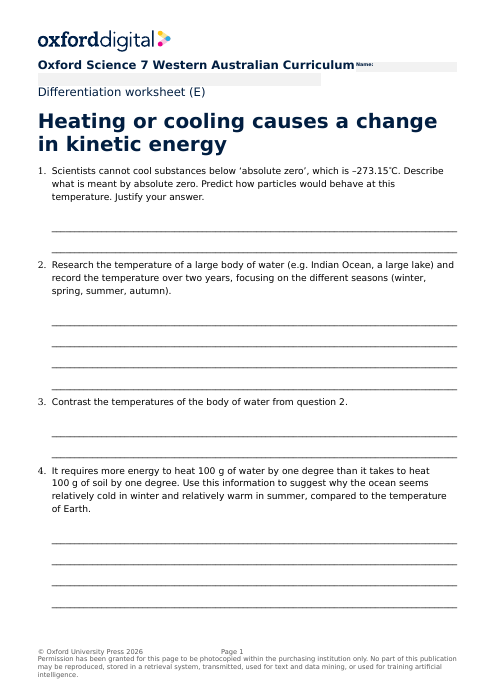 oxforddigital
Oxford Science 7 Western Australian Curriculum Name:
Differentiation worksheet (E)
Heating or cooling causes a change
in kinetic energy
1. Scientists cannot cool substances below ‘absolute zero’, which is –273.15˚C. Describe
what is meant by absolute zero. Predict how particles would behave at this
temperature. Justify your answer.
2. Research the temperature of a large body of water (e.g. Indian Ocean, a large lake) and
record the temperature over two years, focusing on the different seasons (winter,
spring, summer, autumn).
3. Contrast the temperatures of the body of water from question 2.
4. It requires more energy to heat 100 g of water by one degree than it takes to heat
100 g of soil by one degree. Use this information to suggest why the ocean seems
relatively cold in winter and relatively warm in summer, compared to the temperature
of Earth.
© Oxford University Press 2026 Page 1
Permission has been granted for this page to be photocopied within the purchasing institution only. No part of this publication
may be reproduced, stored in a retrieval system, transmitted, used for text and data mining, or used for training artificial
intelligence.